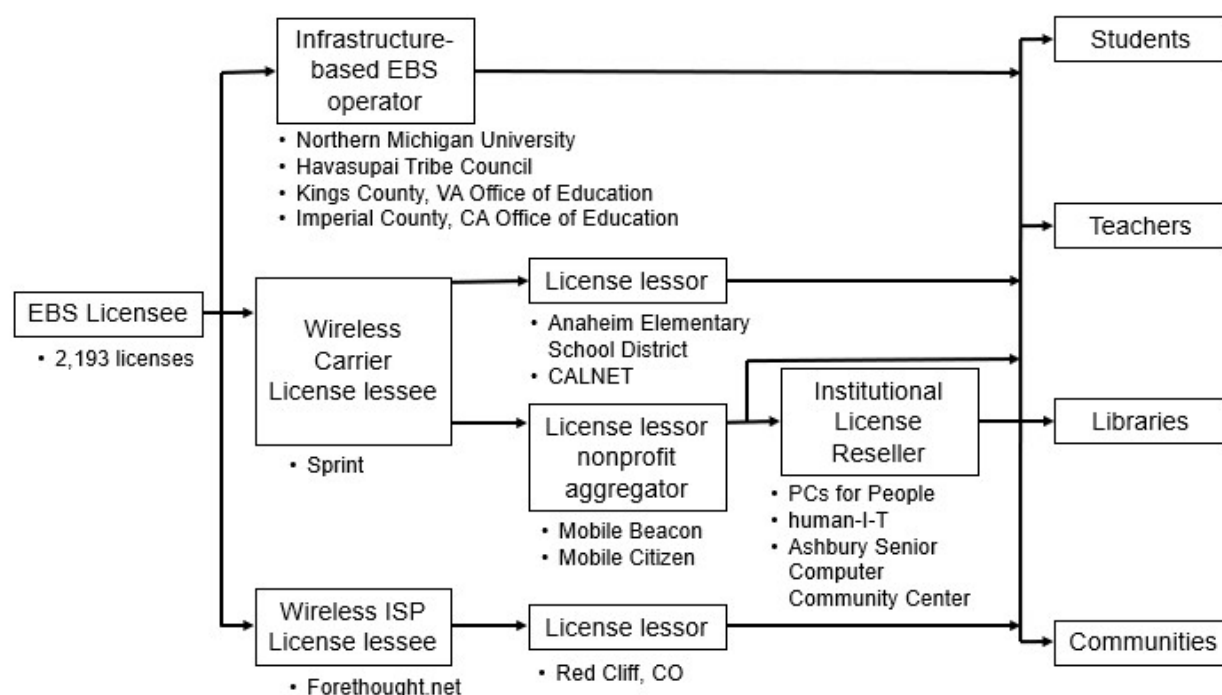 Infrastructure-
based EBS
operator
• Northern Michigan University
• Havasupai Tribe Council
• Kings County, VA Office of Education
• Imperial County, CA Office of Education
EBS Licensee
• 2,193 licenses
Wireless
Carrier
License lessee
• Sprint
License lessor
• Anaheim Elementary
School District
• CALNET
License lessor
nonprofit
aggregator
• Mobile Beacon
• Mobile Citizen
Institutional
License
Reseller
• PCs for People
• human-I-T
• Ashbury Senior
Computer
Community Center
Wireless ISP
License lessee
• Forethought.net
License lessor
• Red Cliff, CO
Students
Teachers
Libraries
Communities